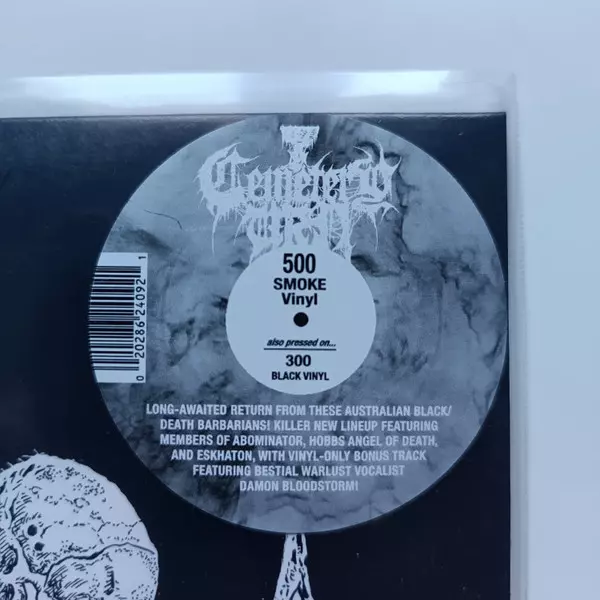 Cemetery
Urn
500
SMOKE
Vinyl
also pressed on...
300
BLACK VINYL
0 20286 24092 1
LONG-AWAITED RETURN FROM THESE AUSTRALIAN BLACK/
DEATH BARBARIANS! KILLER NEW LINEUP FEATURING
MEMBERS OF ABOMINATOR, HOBBS ANGEL OF DEATH,
AND ESKHATON, WITH VINYL-ONLY BONUS TRACK
FEATURING BESTIAL WARLUST VOCALIST
DAMON BLOODSTORM!